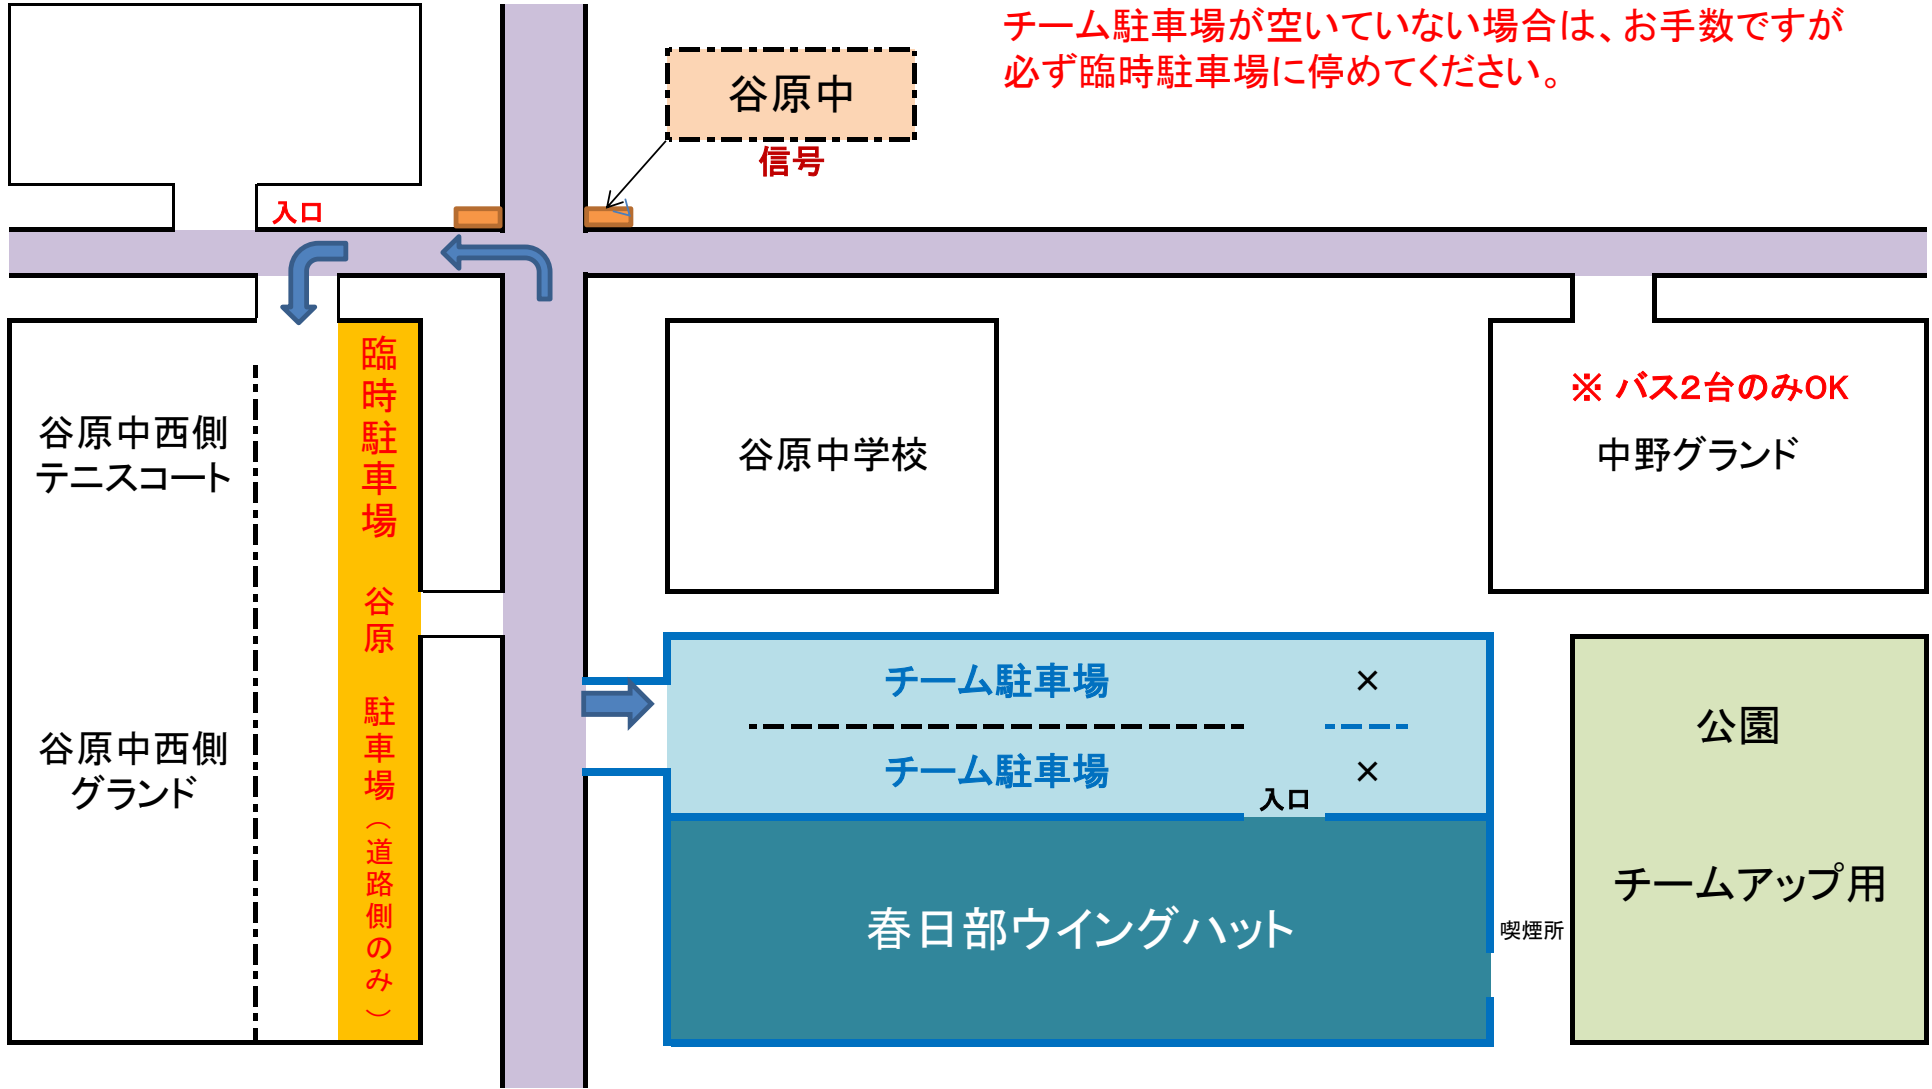 チーム駐車場が空いていない場合は、お手数ですが
必ず臨時駐車場に停めてください。
谷原中
信号
入口
臨時駐車場 谷原 駐車場（道路側のみ）
谷原中西側
テニスコート
谷原中学校
※ バス2台のみOK
中野グランド
谷原中西側
グランド
チーム駐車場 ×
チーム駐車場 ×
入口
公園
チームアップ用
春日部ウイングハット
喫煙所